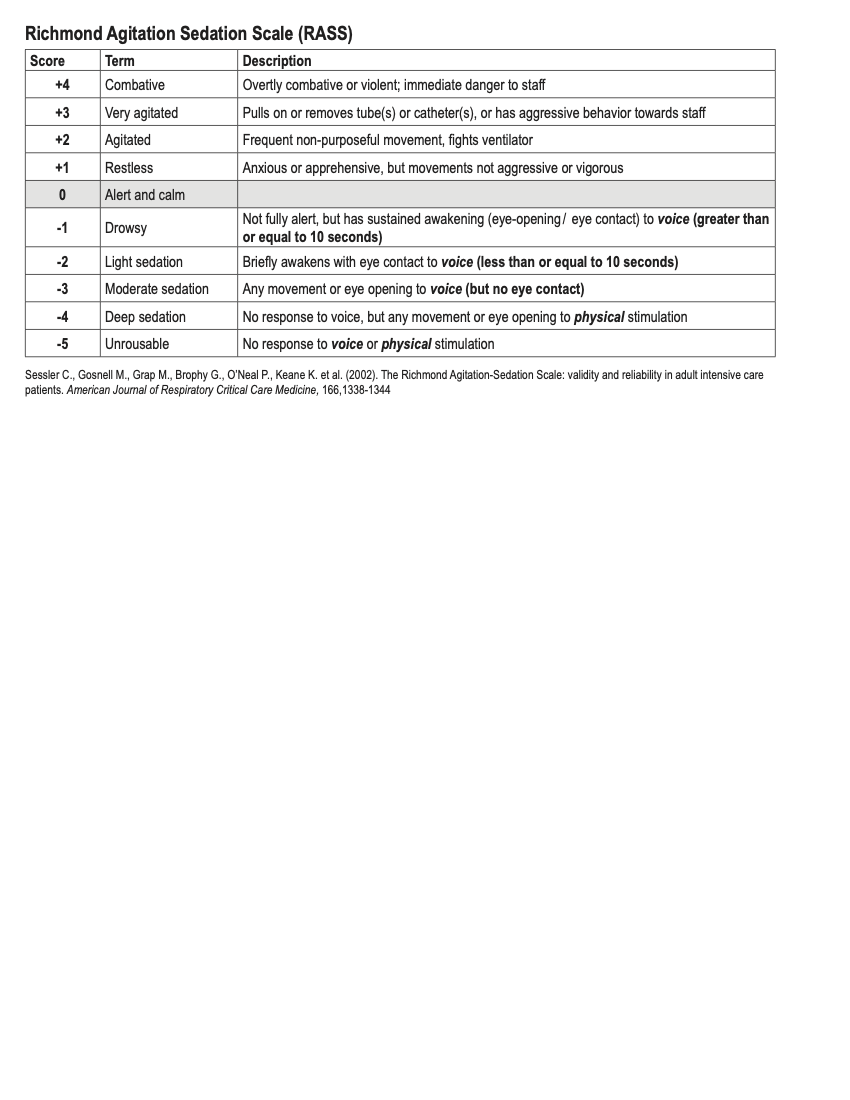 Richmond Agitation Sedation Scale (RASS)
Score Term Description
+4 Combative Overtly combative or violent; immediate danger to staff
+3 Very agitated Pulls on or removes tube(s) or catheter(s), or has aggressive behavior towards staff
+2 Agitated Frequent non-purposeful movement, fights ventilator
+1 Restless Anxious or apprehensive, but movements not aggressive or vigorous
0 Alert and calm
-1 Drowsy Not fully alert, but has sustained awakening (eye-opening/ eye contact) to voice (greater than
or equal to 10 seconds)
-2 Light sedation Briefly awakens with eye contact to voice (less than or equal to 10 seconds)
-3 Moderate sedation Any movement or eye opening to voice (but no eye contact)
-4 Deep sedation No response to voice, but any movement or eye opening to physical stimulation
-5 Unrousable No response to voice or physical stimulation
Sessler C., Gosnell M., Grap M., Brophy G., O'Neal P., Keane K. et al. (2002). The Richmond Agitation-Sedation Scale: validity and reliability in adult intensive care
patients. American Journal of Respiratory Critical Care Medicine, 166,1338-1344